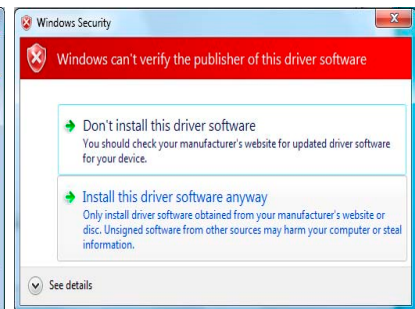 Windows Security
Windows can't verify the publisher of this driver software
Don't install this driver software
You should check your manufacturer's website for updated driver software
for your device.
Install this driver software anyway
Only install driver software obtained from your manufacturer's website or
disc. Unsigned software from other sources may harm your computer or steal
information.
See details